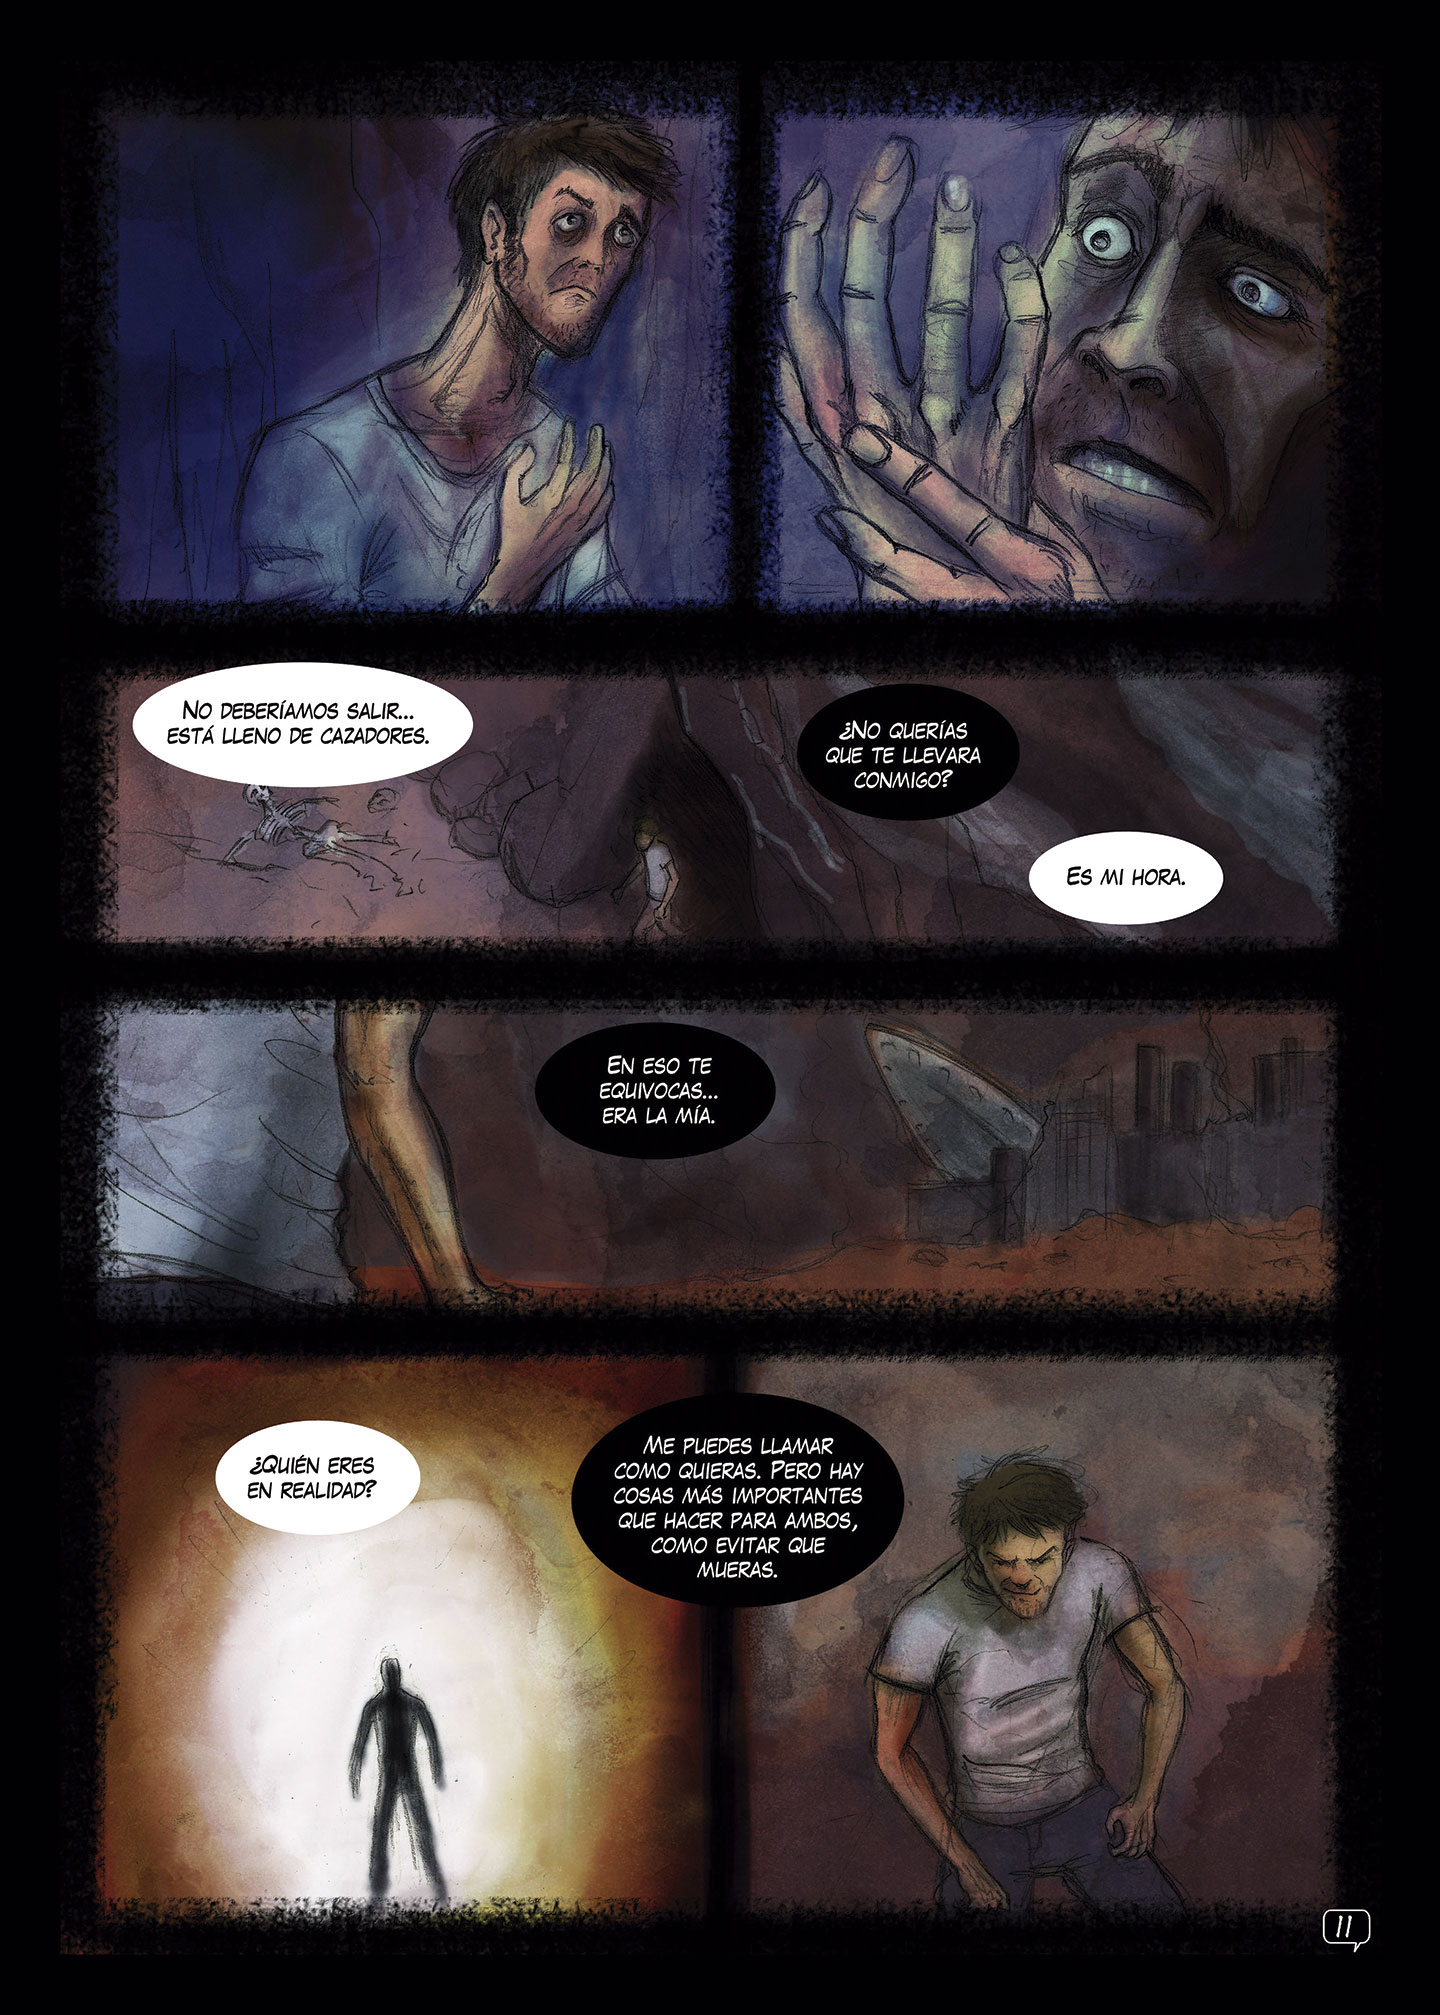 NO DEBERÍAMOS SALIR...
ESTÁ LLENO DE CAZADORES.
¿NO QUERÍAS
QUE TE LLEVARA
CONMIGO?
ES MI HORA.
EN ESO TE
EQUIVOCAS...
ERA LA MÍA.
¿QUIÉN ERES
EN REALIDAD?
ME PUEDES LLAMAR
COMO QUIERAS. PERO HAY
COSAS MÁS IMPORTANTES
QUE HACER PARA AMBOS,
COMO EVITAR QUE
MUERAS.
11